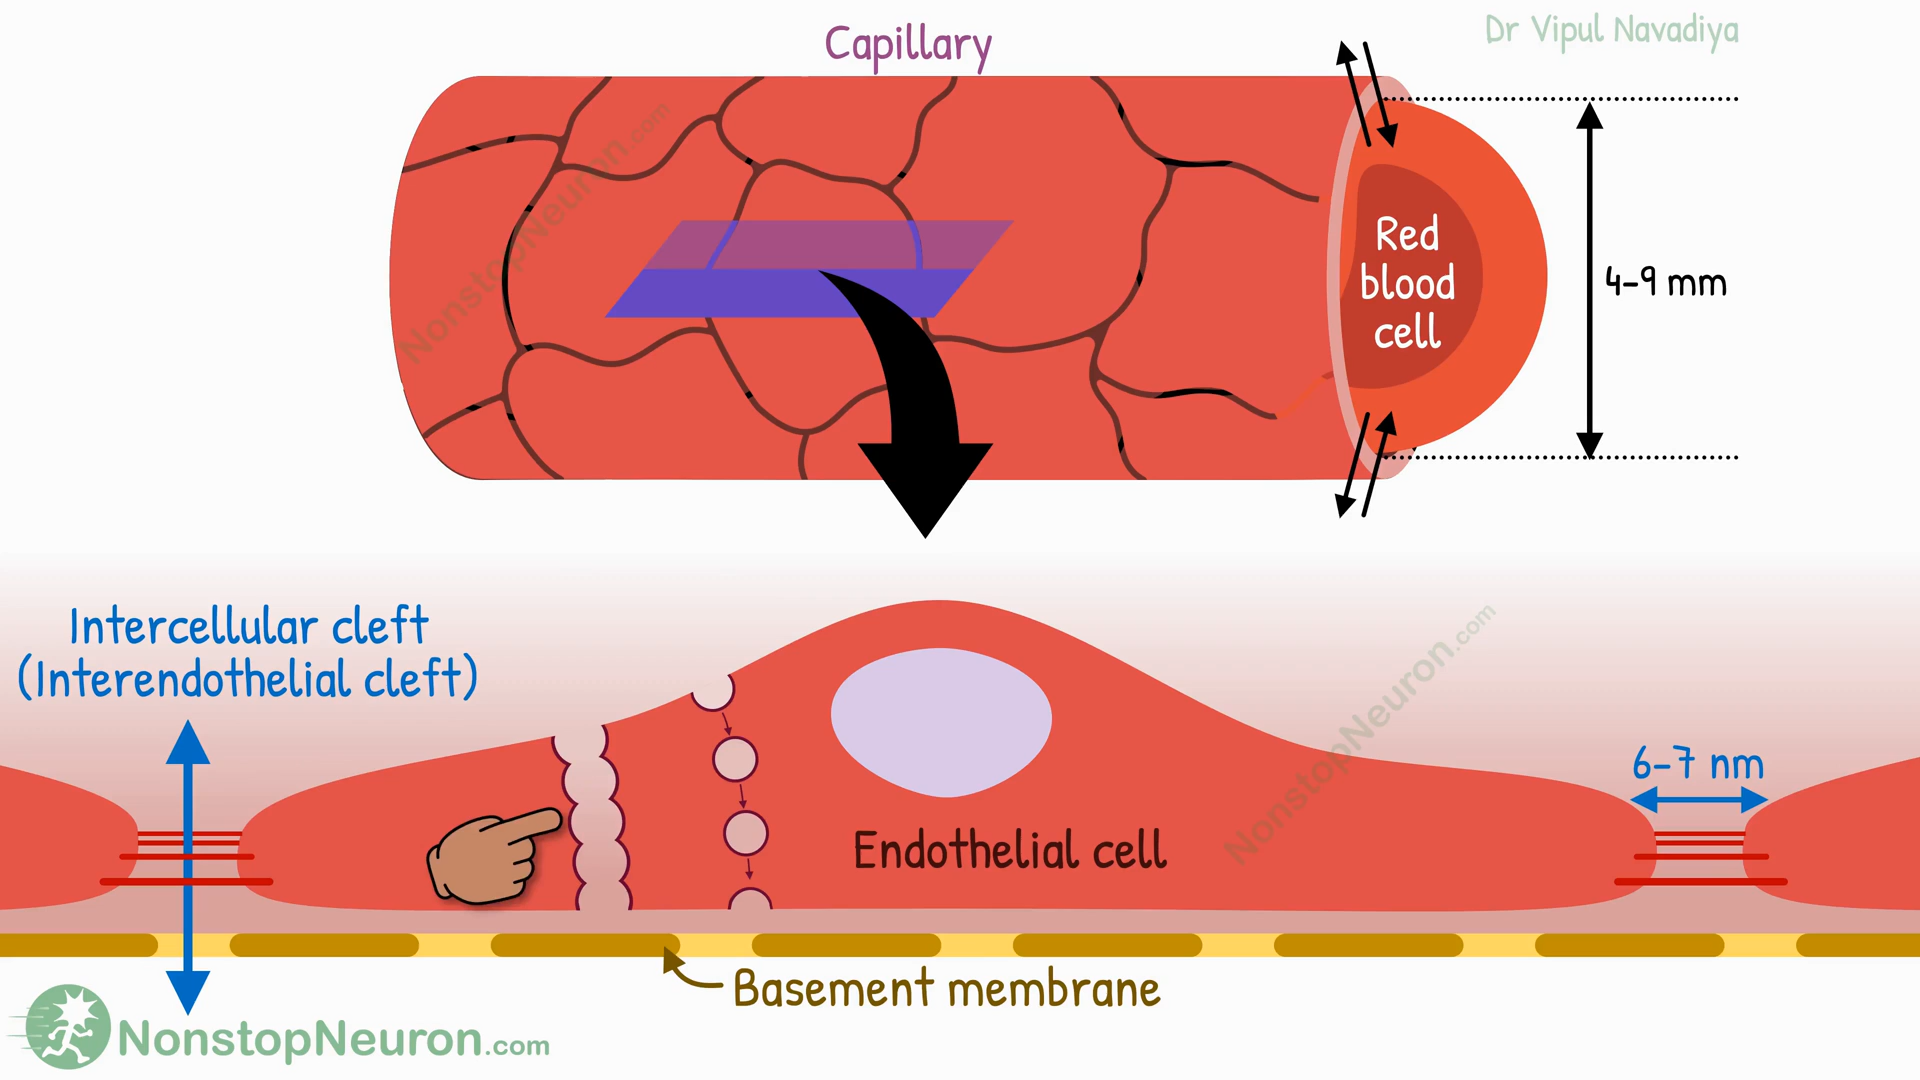 Capillary
Dr Vipul Navadiya
NonstopNeuron.com
Red
blood
cell
4-9 mm
Intercellular cleft
(Interendothelial cleft)
NonstopNeuron.com
6-7 nm
Endothelial cell
Basement membrane
NonstopNeuron.com